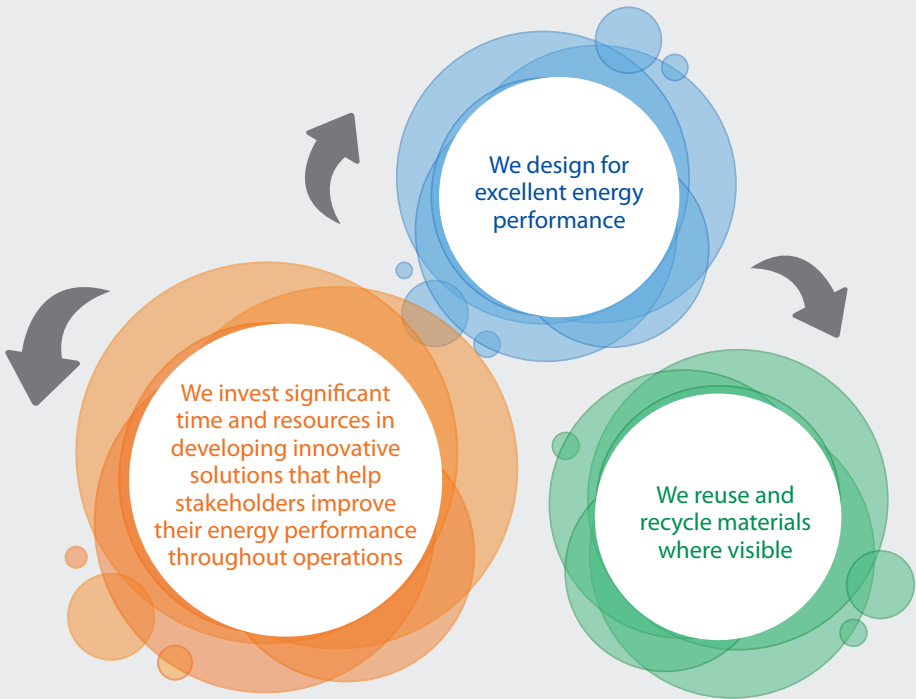 We design for
excellent energy
performance
We invest significant
time and resources in
developing innovative
solutions that help
stakeholders improve
their energy performance
throughout operations
We reuse and
recycle materials
where visible